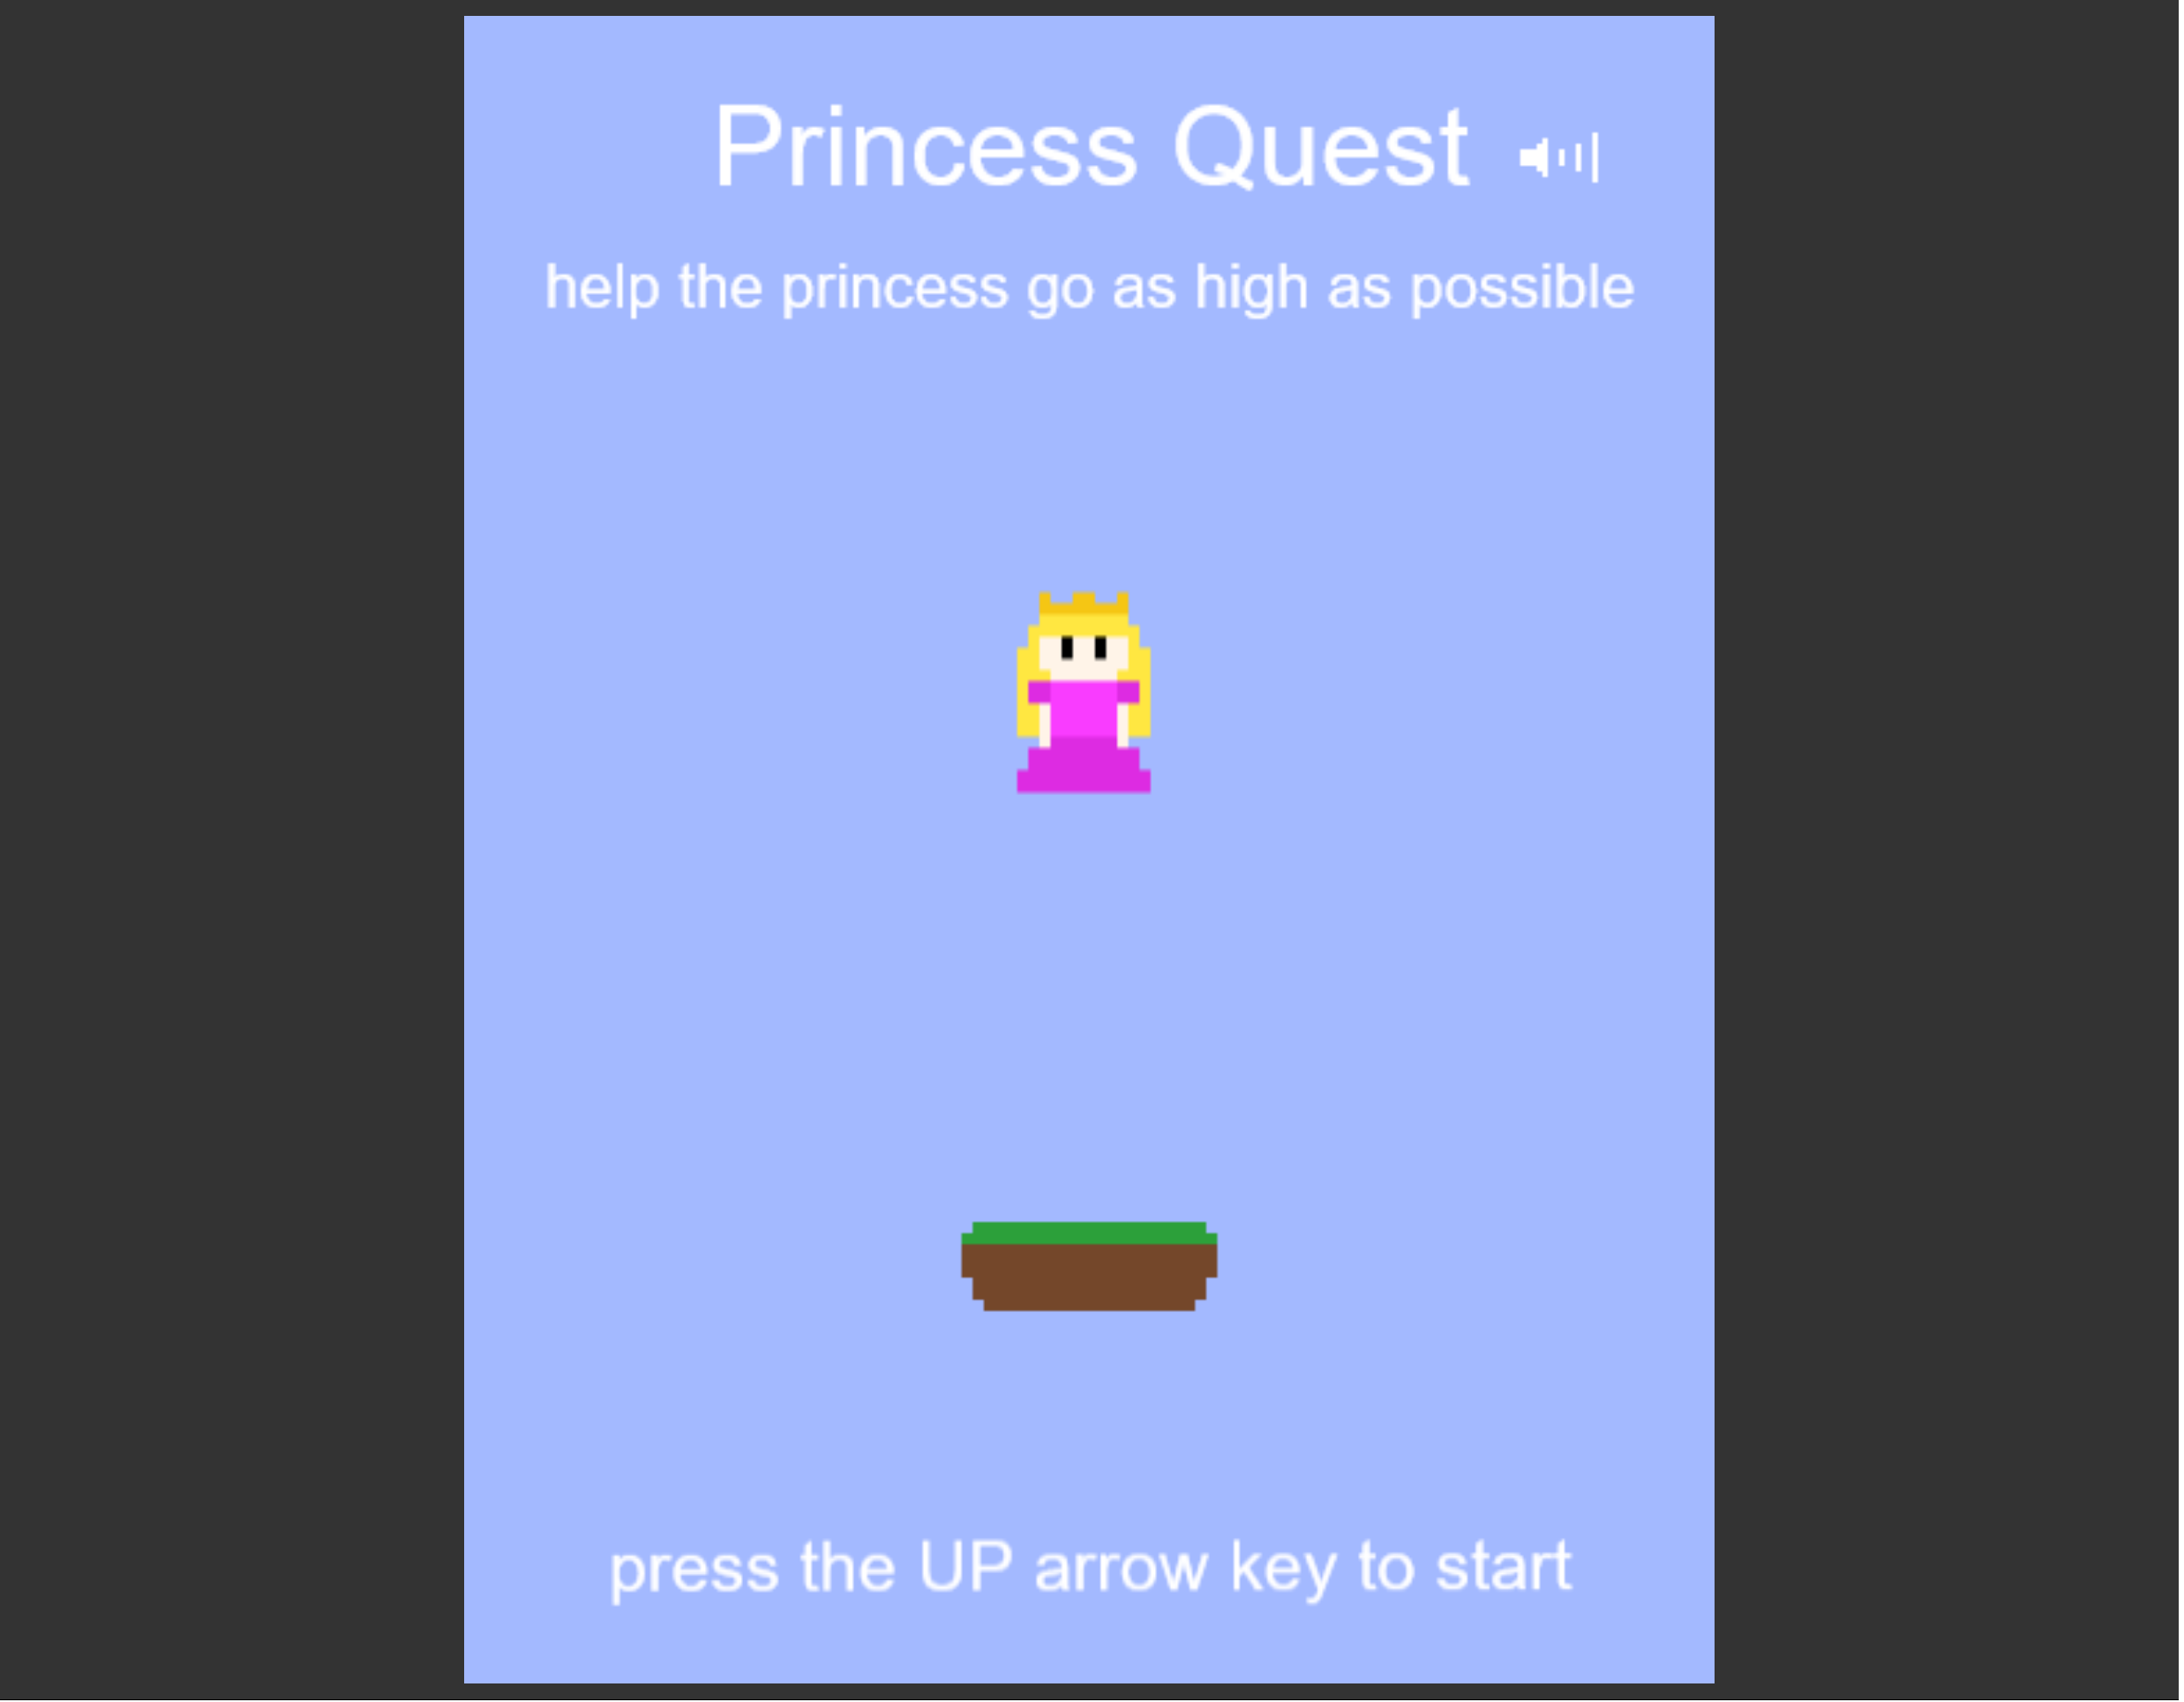 Princess Quest
help the princess go as high as possible
press the UP arrow key to start